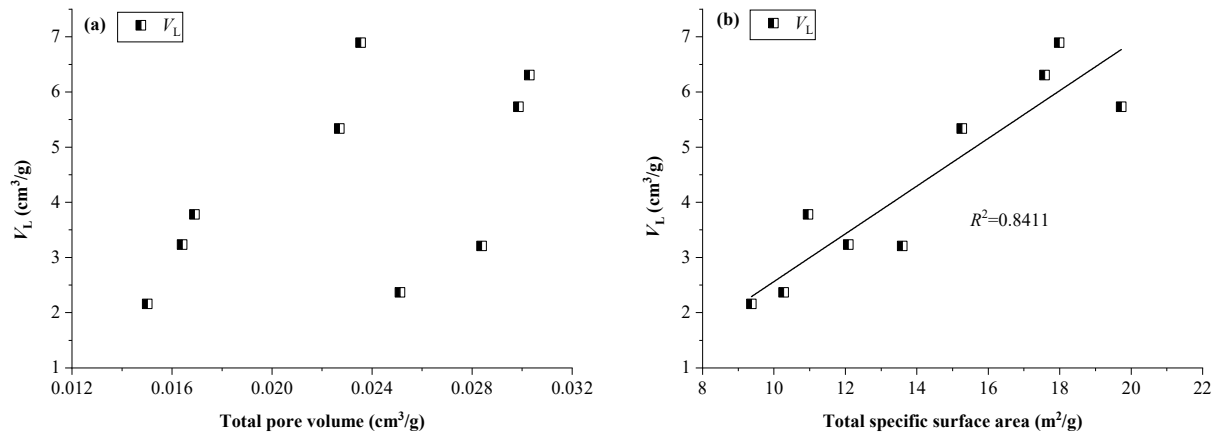 (a)
V_L
7
6
5
4
3
2
1
V_L (cm³/g)
0.012 0.016 0.020 0.024 0.028 0.032
Total pore volume (cm³/g)
(b)
V_L
7
6
5
4
3
2
1
V_L (cm³/g)
R²=0.8411
8 10 12 14 16 18 20 22
Total specific surface area (m²/g)